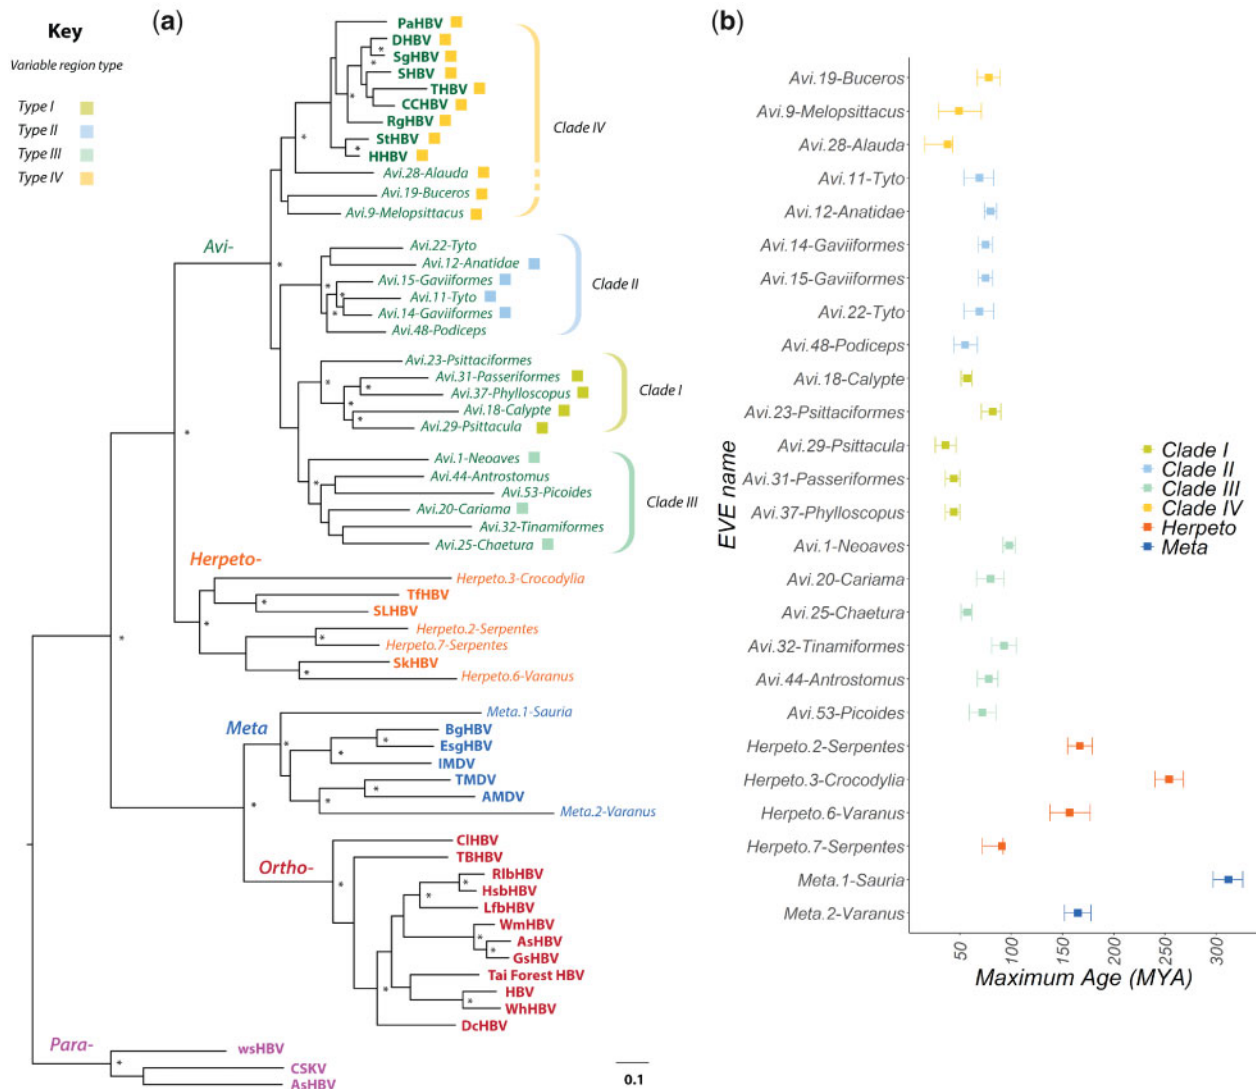 Key
Variable region type
Type I
Type II
Type III
Type IV
(a)
PaHBV
DHBV
SgHBV
SHBV
THBV
CCHBV
RgHBV
StHBV
HHBV
Avi.28-Alauda
Avi.19-Buceros
Avi.9-Melopsittacus
Clade IV
Avi-
Avi.22-Tyto
Avi.12-Anatidae
Avi.15-Gaviiformes
Avi.11-Tyto
Avi.14-Gaviiformes
Avi.48-Podiceps
Clade II
Avi.23-Psittaciformes
Avi.31-Passeriformes
Avi.37-Phylloscopus
Avi.18-Calypte
Avi.29-Psittacula
Clade I
Avi.1-Neoaves
Avi.44-Antrostomus
Avi.53-Picoides
Avi.20-Cariama
Avi.32-Tinamiformes
Avi.25-Chaetura
Clade III
Herpeto-
Herpeto.3-Crocodylia
TfHBV
SLHBV
Herpeto.2-Serpentes
Herpeto.7-Serpentes
SkHBV
Herpeto.6-Varanus
Meta
Meta.1-Sauria
BgHBV
EsgHBV
IMDV
TMDV
AMDV
Meta.2-Varanus
Ortho-
ClHBV
TBHBV
RlbHBV
HsbHBV
LfbHBV
WmHBV
AsHBV
GsHBV
Tai Forest HBV
HBV
WhHBV
DcHBV
Para-
wsHBV
CSKV
AsHBV
0.1
(b)
Avi.19-Buceros
Avi.9-Melopsittacus
Avi.28-Alauda
Avi.11-Tyto
Avi.12-Anatidae
Avi.14-Gaviiformes
Avi.15-Gaviiformes
Avi.22-Tyto
Avi.48-Podiceps
Avi.18-Calypte
Avi.23-Psittaciformes
Avi.29-Psittacula
Avi.31-Passeriformes
Avi.37-Phylloscopus
Avi.1-Neoaves
Avi.20-Cariama
Avi.25-Chaetura
Avi.32-Tinamiformes
Avi.44-Antrostomus
Avi.53-Picoides
Herpeto.2-Serpentes
Herpeto.3-Crocodylia
Herpeto.6-Varanus
Herpeto.7-Serpentes
Meta.1-Sauria
Meta.2-Varanus
EVE name
Clade I
Clade II
Clade III
Clade IV
Herpeto
Meta
50
100
150
200
250
300
Maximum Age (MYA)